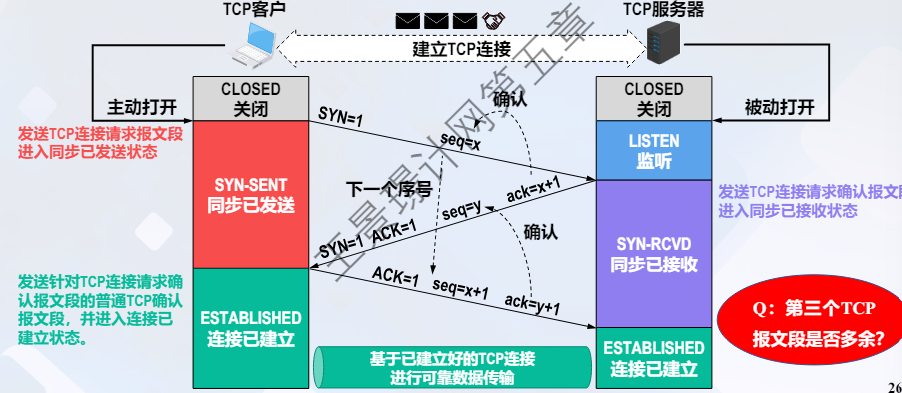 TCP客户
TCP服务器
建立TCP连接
CLOSED
关闭
CLOSED
关闭
主动打开
被动打开
发送TCP连接请求报文段
进入同步已发送状态
SYN=1
seq=x
确认
LISTEN
监听
SYN-SENT
同步已发送
下一个序号
SYN=1 ACK=1
seq=y
ack=x+1
确认
发送TCP连接请求确认报文段
进入同步已接收状态
SYN-RCVD
同步已接收
发送针对TCP连接请求确
认报文段的普通TCP确认
报文段，并进入连接已
建立状态。
ESTABLISHED
连接已建立
ACK=1
seq=x+1
ack=y+1
Q：第三个TCP
报文段是否多余？
ESTABLISHED
连接已建立
基于已建立好的TCP连接
进行可靠数据传输
26
计网第五章